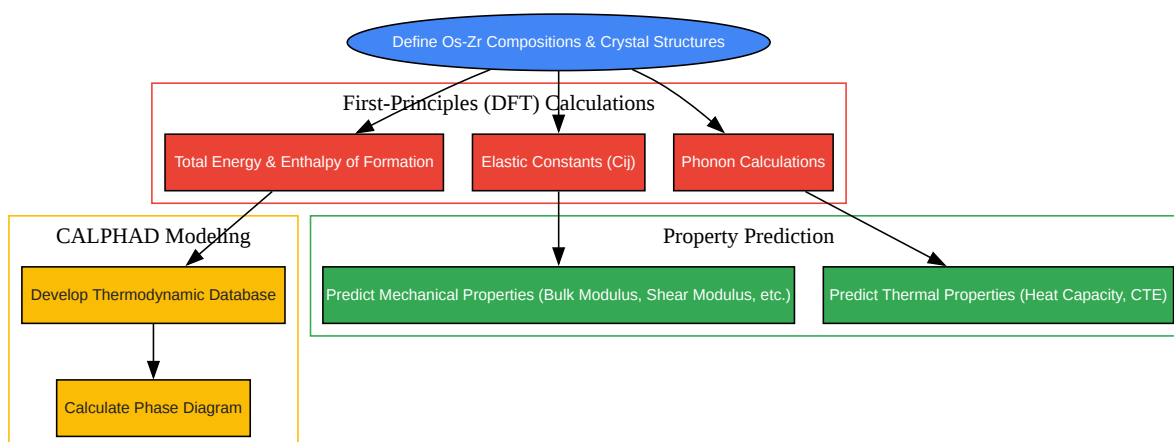 Define Os-Zr Compositions & Crystal Structures
First-Principles (DFT) Calculations
Total Energy & Enthalpy of Formation
Elastic Constants (Cij)
Phonon Calculations
CALPHAD Modeling
Property Prediction
Develop Thermodynamic Database
Predict Mechanical Properties (Bulk Modulus, Shear Modulus, etc.)
Predict Thermal Properties (Heat Capacity, CTE)
Calculate Phase Diagram